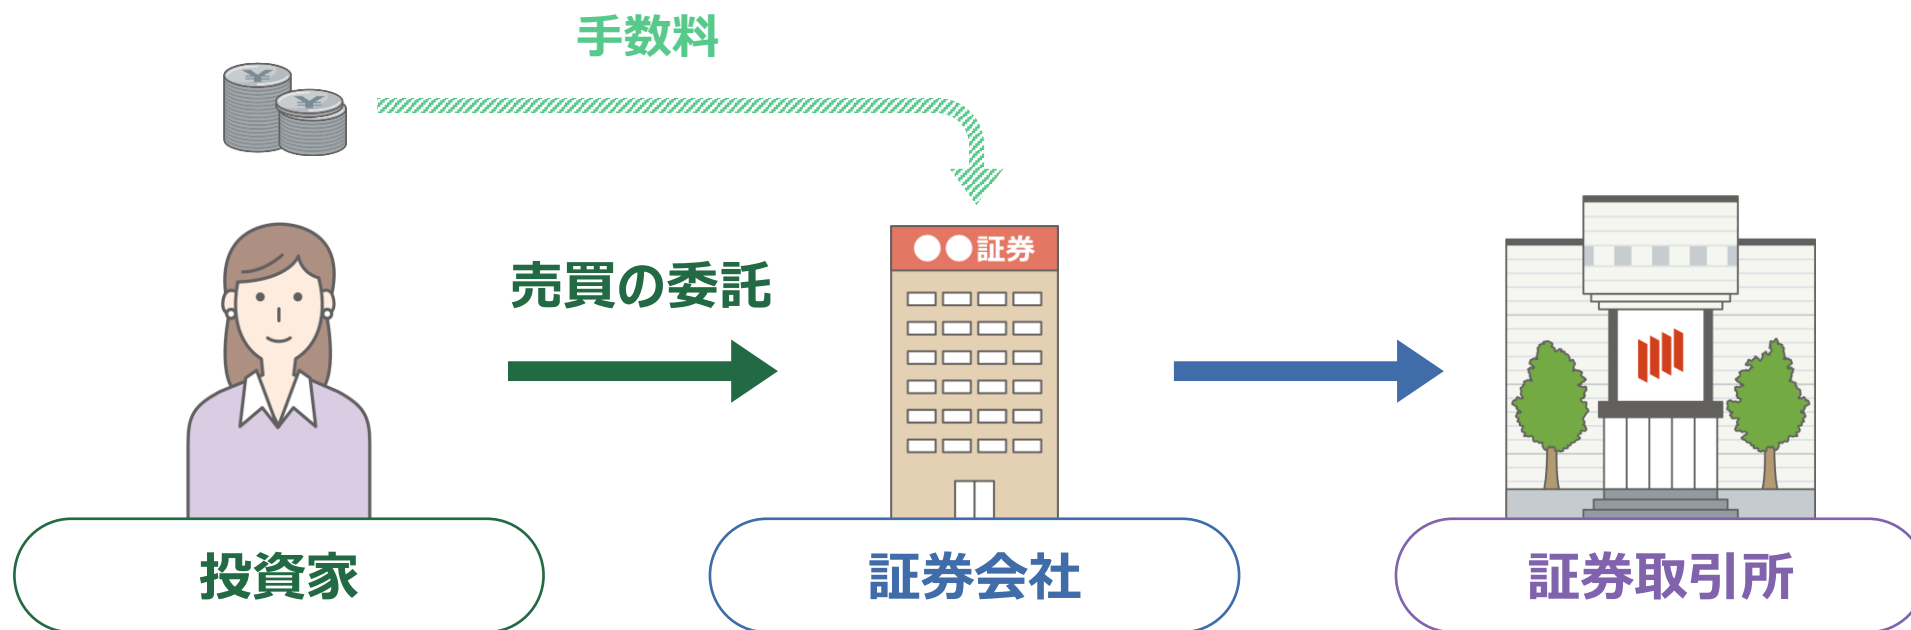 手数料
●●証券
売買の委託
投資家
証券会社
証券取引所